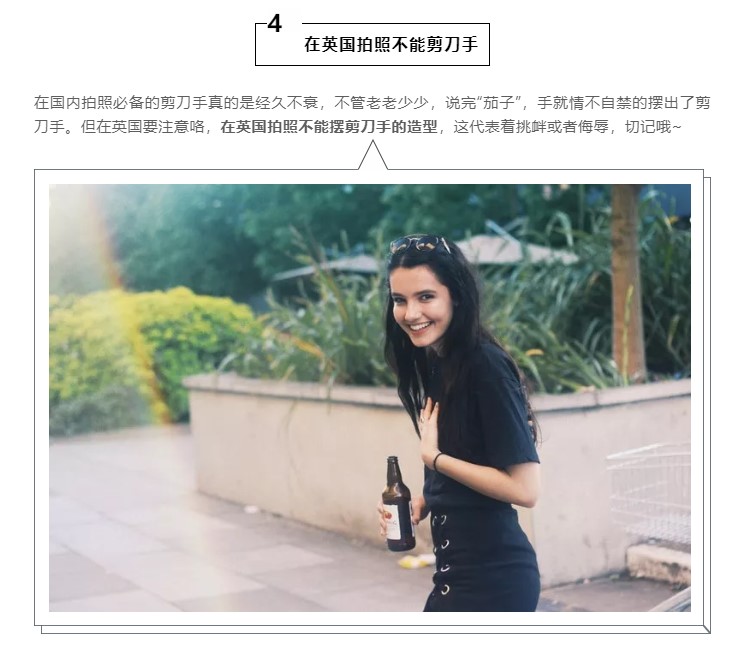 4
在英国拍照不能剪刀手
在国内拍照必备的剪刀手真的是经久不衰，不管老老少少，说完“茄子”，手就情不自禁的摆出了剪
刀手。但在英国要注意咯，在英国拍照不能摆剪刀手的造型，这代表着挑衅或者侮辱，切记哦~